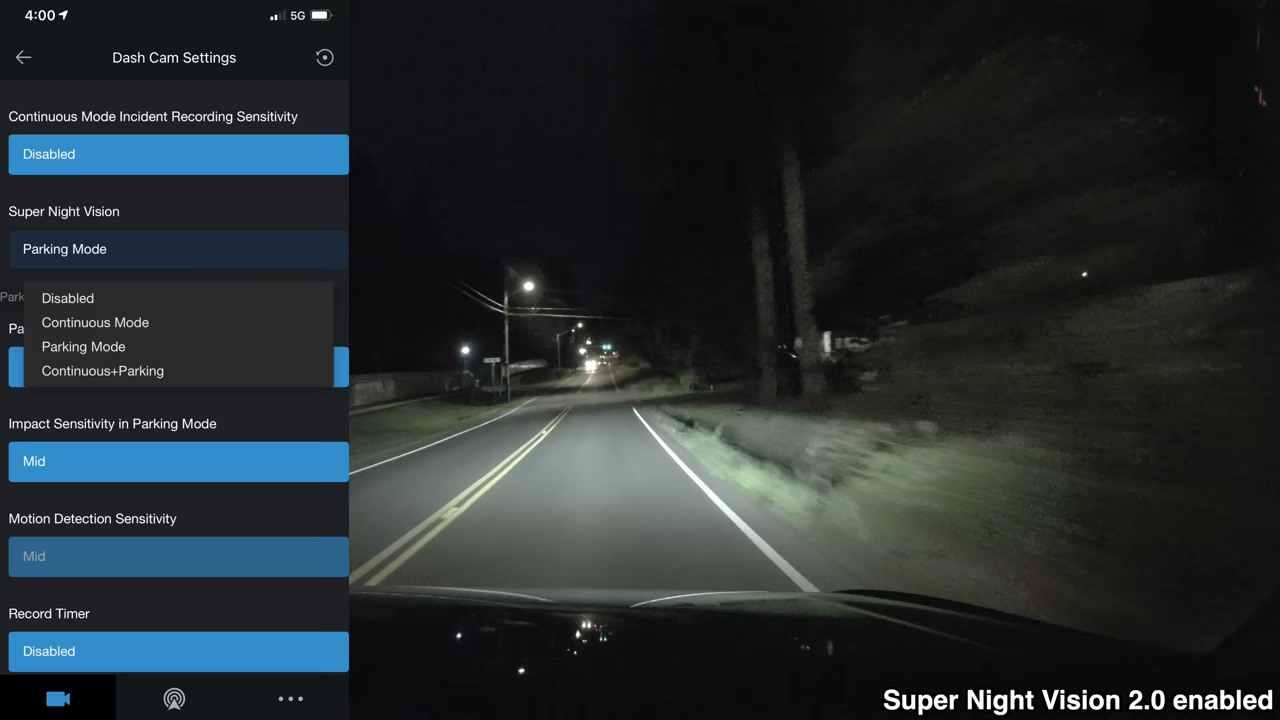 4:00
5G
Dash Cam Settings
Continuous Mode Incident Recording Sensitivity
Disabled
Super Night Vision
Parking Mode
Park
Disabled
Continuous Mode
Pa
Parking Mode
Continuous+Parking
Impact Sensitivity in Parking Mode
Mid
Motion Detection Sensitivity
Mid
Record Timer
Disabled
Super Night Vision 2.0 enabled